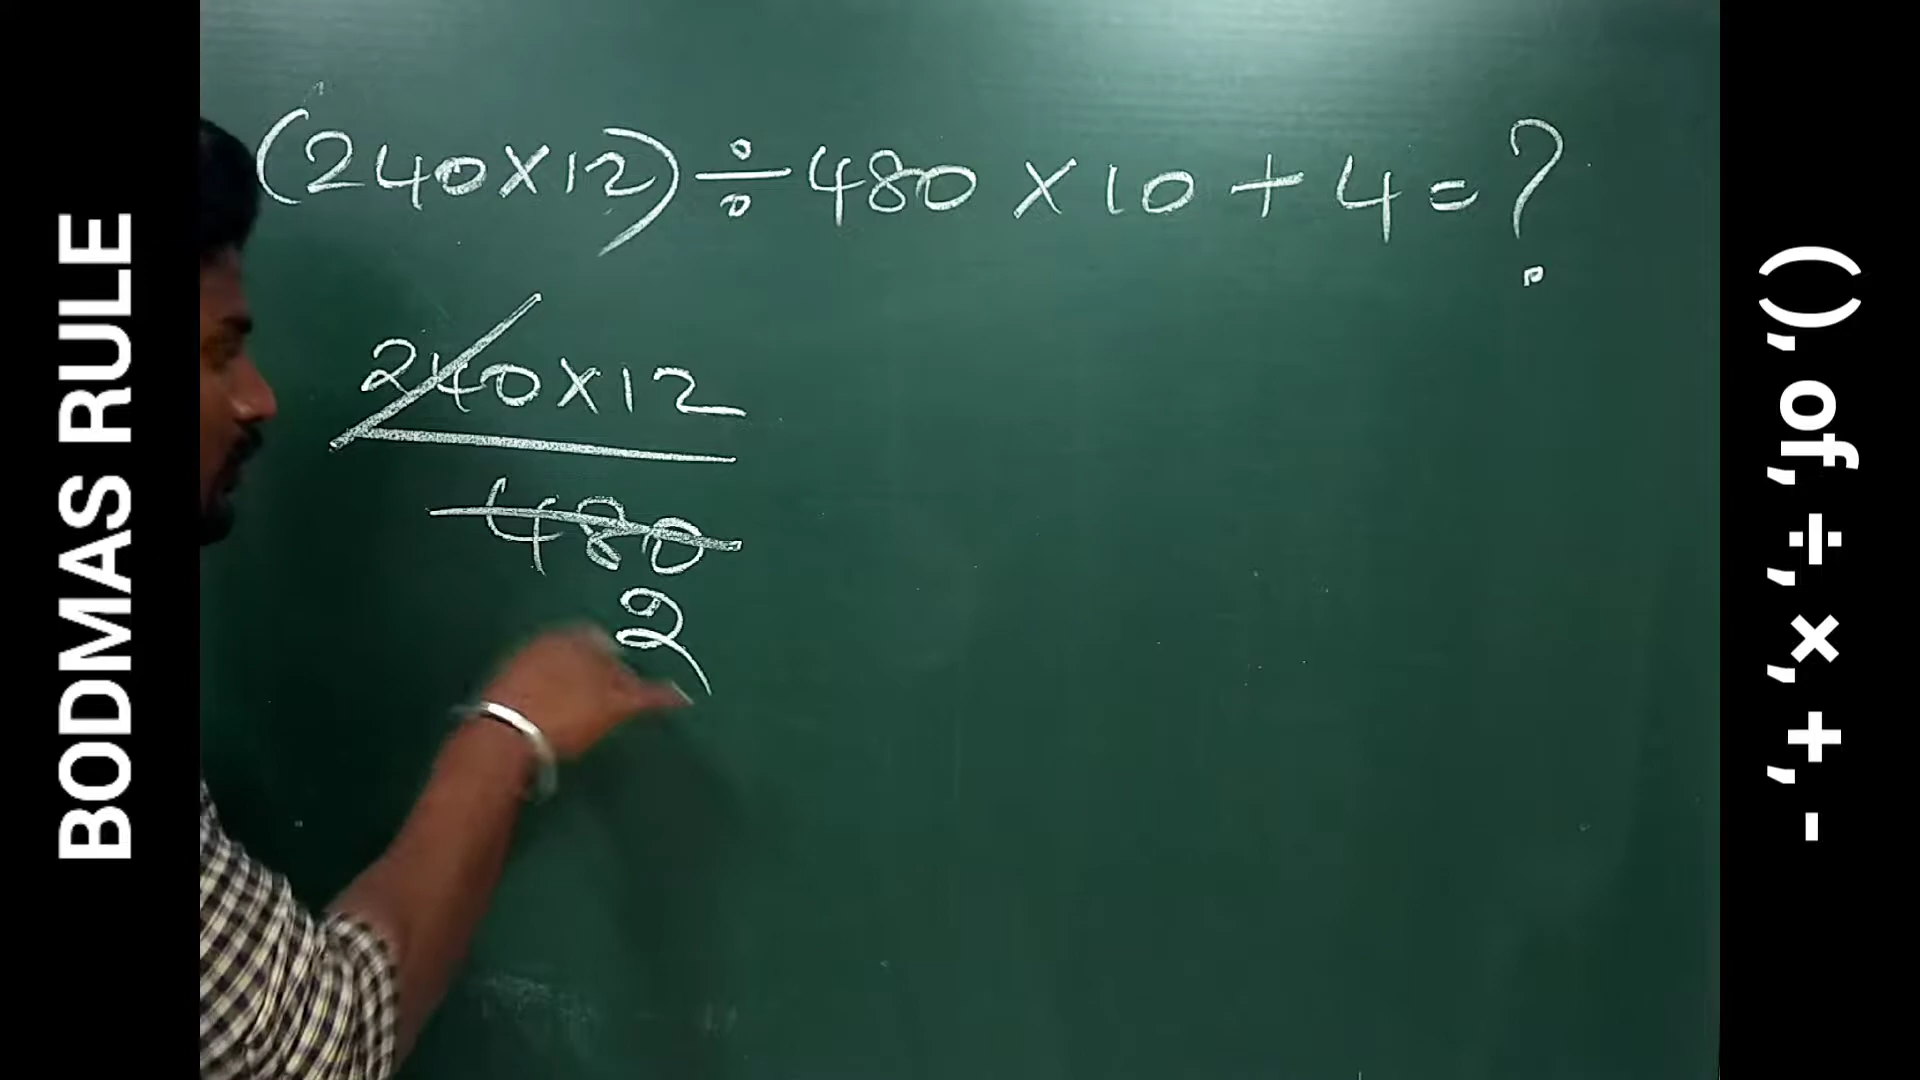 BODMAS RULE
(240×12)÷480×10+4=?
240×12
480
2
(), of, ÷, ×, +, -